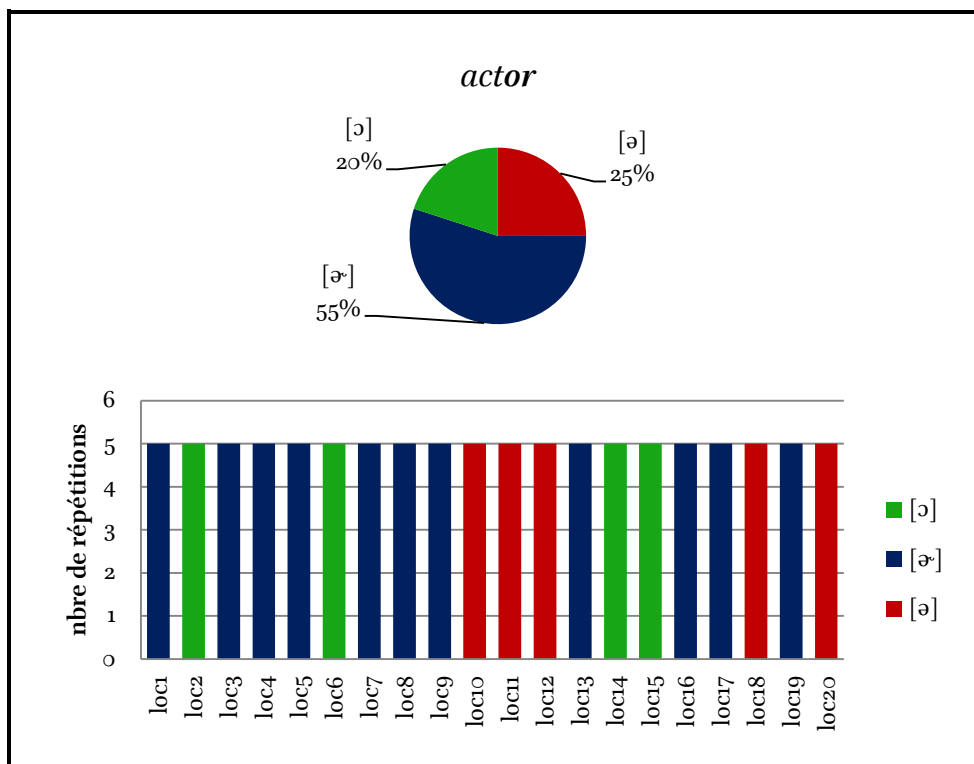 actor
[ɔ]
20%
[ə]
25%
[ɚ]
55%
nbre de répétitions
6
5
4
3
2
1
0
loc1
loc2
loc3
loc4
loc5
loc6
loc7
loc8
loc9
loc10
loc11
loc12
loc13
loc14
loc15
loc16
loc17
loc18
loc19
loc20
[ɔ]
[ɚ]
[ə]